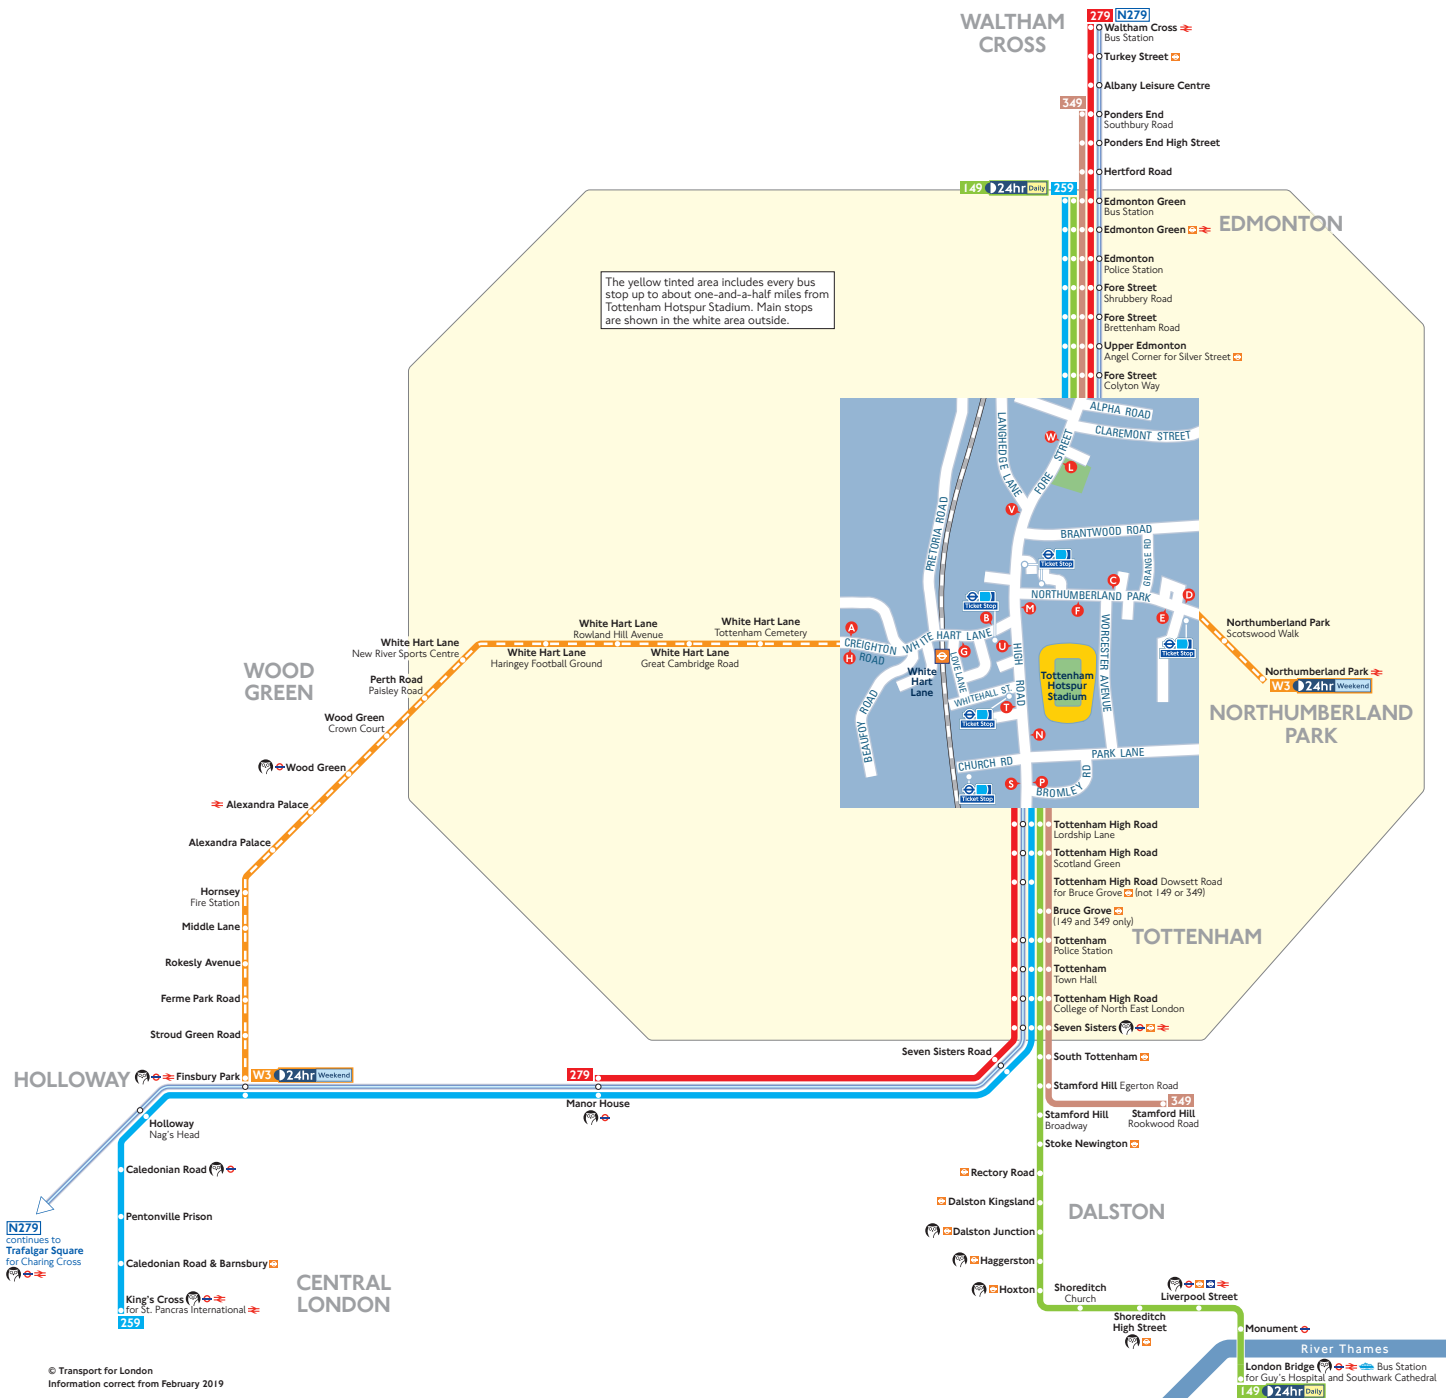 WALTHAM
CROSS
279 N279
Waltham Cross
Bus Station
Turkey Street
Albany Leisure Centre
349
Ponders End
Southbury Road
Ponders End High Street
Hertford Road
149 24hr Daily 259
Edmonton Green
Bus Station
EDMONTON
Edmonton Green
Edmonton
Police Station
Fore Street
Shrubbery Road
Fore Street
Brettenham Road
Upper Edmonton
Angel Corner for Silver Street
Fore Street
Colyton Way
The yellow tinted area includes every bus
stop up to about one-and-a-half miles from
Tottenham Hotspur Stadium. Main stops
are shown in the white area outside.
ALPHA ROAD
CLAREMONT STREET
LANGHEDGE LANE
FORE STREET
W
L
V
PRETORIA ROAD
BRANTWOOD ROAD
GRANGE RD
Ticket Stop
C
D
NORTHUMBERLAND PARK
Ticket Stop
M
F
E
B
A
CREIGHTON
ROAD
WHITE HART LANE
H
G
U
LOVE LANE
HIGH ROAD
WORCESTER AVENUE
Ticket Stop
White
Hart
Lane
Tottenham
Hotspur
Stadium
WHITEHALL ST.
T
Ticket Stop
BEAUFOY ROAD
N
CHURCH RD
PARK LANE
S
P
BROMLEY RD
Ticket Stop
Northumberland Park
Scotswood Walk
Northumberland Park
W3 24hr Weekend
NORTHUMBERLAND
PARK
White Hart Lane
Tottenham Cemetery
White Hart Lane
Great Cambridge Road
White Hart Lane
Rowland Hill Avenue
White Hart Lane
Haringey Football Ground
White Hart Lane
New River Sports Centre
WOOD
GREEN
Perth Road
Paisley Road
Wood Green
Crown Court
Wood Green
Alexandra Palace
Alexandra Palace
Hornsey
Fire Station
Middle Lane
Rokesly Avenue
Ferme Park Road
Stroud Green Road
HOLLOWAY
Finsbury Park
W3 24hr Weekend
Tottenham High Road
Lordship Lane
Tottenham High Road
Scotland Green
Tottenham High Road Dowsett Road
for Bruce Grove (not 149 or 349)
Bruce Grove
(149 and 349 only)
TOTTENHAM
Tottenham
Police Station
Tottenham
Town Hall
Tottenham High Road
College of North East London
Seven Sisters
Seven Sisters Road
279
Manor House
South Tottenham
Stamford Hill Egerton Road
349
Stamford Hill
Rookwood Road
Stamford Hill
Broadway
Stoke Newington
Rectory Road
Dalston Kingsland
DALSTON
Dalston Junction
Haggerston
Hoxton
Shoreditch
Church
Shoreditch
High Street
Liverpool Street
Monument
River Thames
London Bridge Bus Station
for Guy's Hospital and Southwark Cathedral
149 24hr Daily
Holloway
Nag's Head
Caledonian Road
Pentonville Prison
N279
continues to
Trafalgar Square
for Charing Cross
Caledonian Road & Barnsbury
CENTRAL
LONDON
King's Cross
for St. Pancras International
259
© Transport for London
Information correct from February 2019